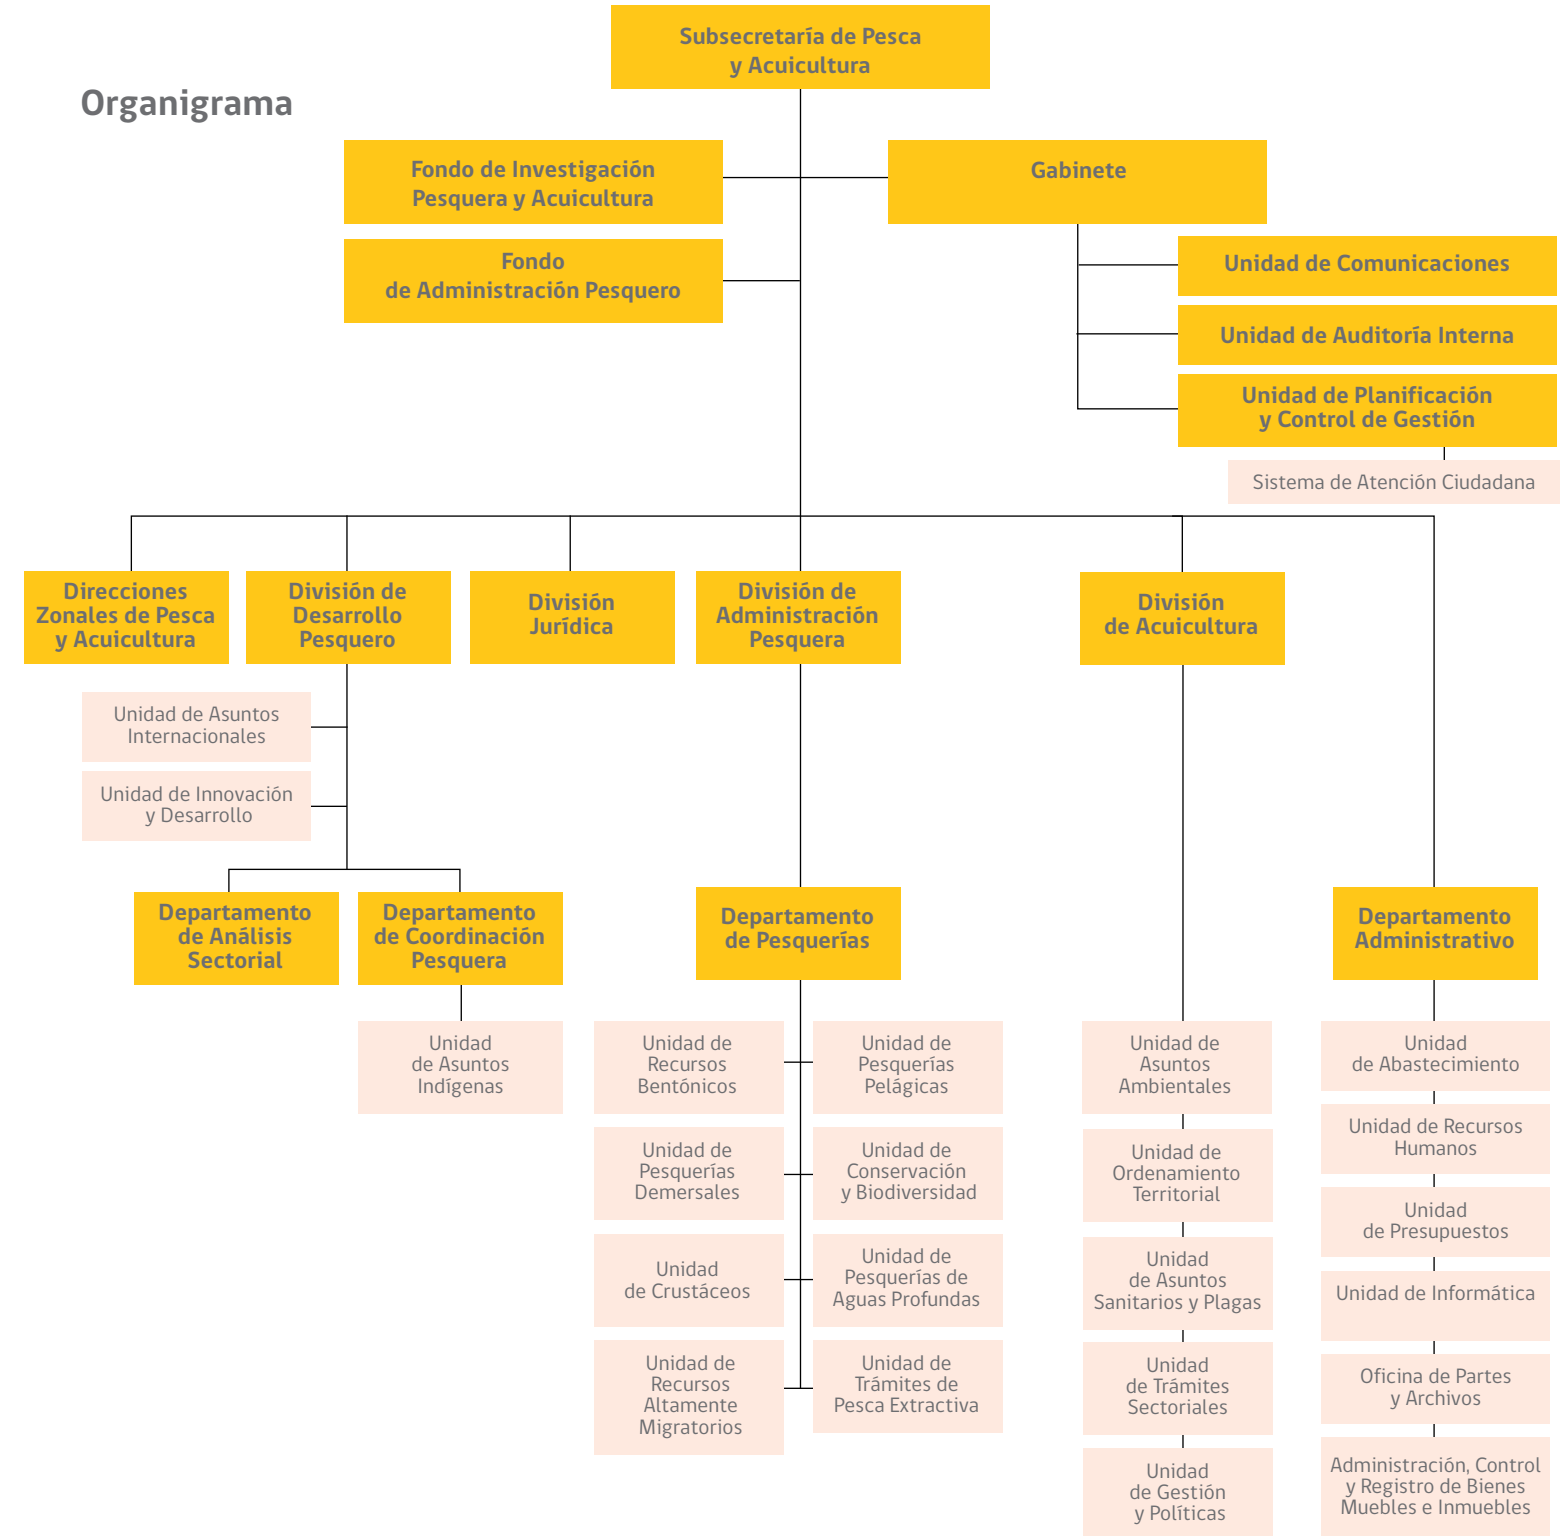 Subsecretaría de Pesca
y Acuicultura
Organigrama
Fondo de Investigación
Pesquera y Acuicultura
Gabinete
Fondo
de Administración Pesquero
Unidad de Comunicaciones
Unidad de Auditoría Interna
Unidad de Planificación
y Control de Gestión
Sistema de Atención Ciudadana
Direcciones
Zonales de Pesca
y Acuicultura
División de
Desarrollo
Pesquero
División
Jurídica
División de
Administración
Pesquera
División
de Acuicultura
Unidad de Asuntos
Internacionales
Unidad de Innovación
y Desarrollo
Departamento
de Análisis
Sectorial
Departamento
de Coordinación
Pesquera
Departamento
de Pesquerías
Departamento
Administrativo
Unidad
de Asuntos
Indígenas
Unidad de
Recursos
Bentónicos
Unidad de
Pesquerías
Pelágicas
Unidad de
Pesquerías
Demersales
Unidad de
Conservación
y Biodiversidad
Unidad
de Crustáceos
Unidad de
Pesquerías de
Aguas Profundas
Unidad de
Recursos
Altamente
Migratorios
Unidad de
Trámites de
Pesca Extractiva
Unidad de
Asuntos
Ambientales
Unidad de
Ordenamiento
Territorial
Unidad
de Asuntos
Sanitarios y Plagas
Unidad
de Trámites
Sectoriales
Unidad
de Gestión
y Políticas
Unidad
de Abastecimiento
Unidad de Recursos
Humanos
Unidad
de Presupuestos
Unidad de Informática
Oficina de Partes
y Archivos
Administración, Control
y Registro de Bienes
Muebles e Inmuebles